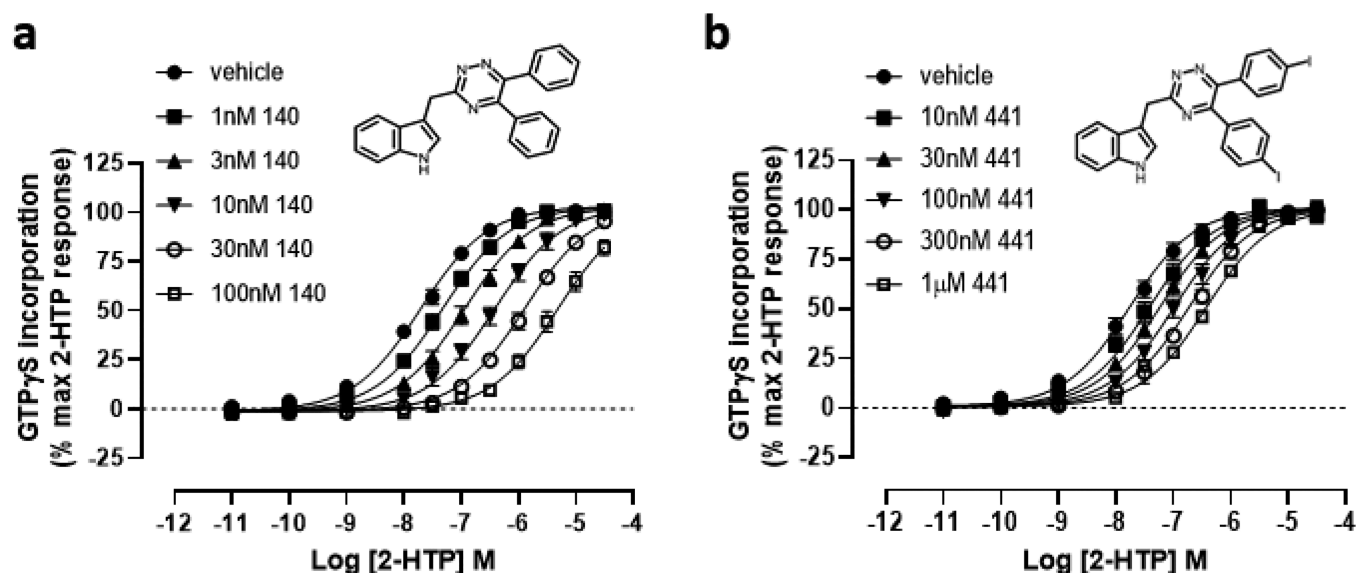 a
vehicle
1nM 140
3nM 140
10nM 140
30nM 140
100nM 140
N
N
N
N
H
GTPγS incorporation
(% max 2-HTP response)
125
100
75
50
25
0
-25
-12 -11 -10 -9 -8 -7 -6 -5 -4
Log [2-HTP] M
b
vehicle
10nM 441
30nM 441
100nM 441
300nM 441
1μM 441
N
N
N
N
H
I
I
GTPγS incorporation
(% max 2-HTP response)
125
100
75
50
25
0
-25
-12 -11 -10 -9 -8 -7 -6 -5 -4
Log [2-HTP] M